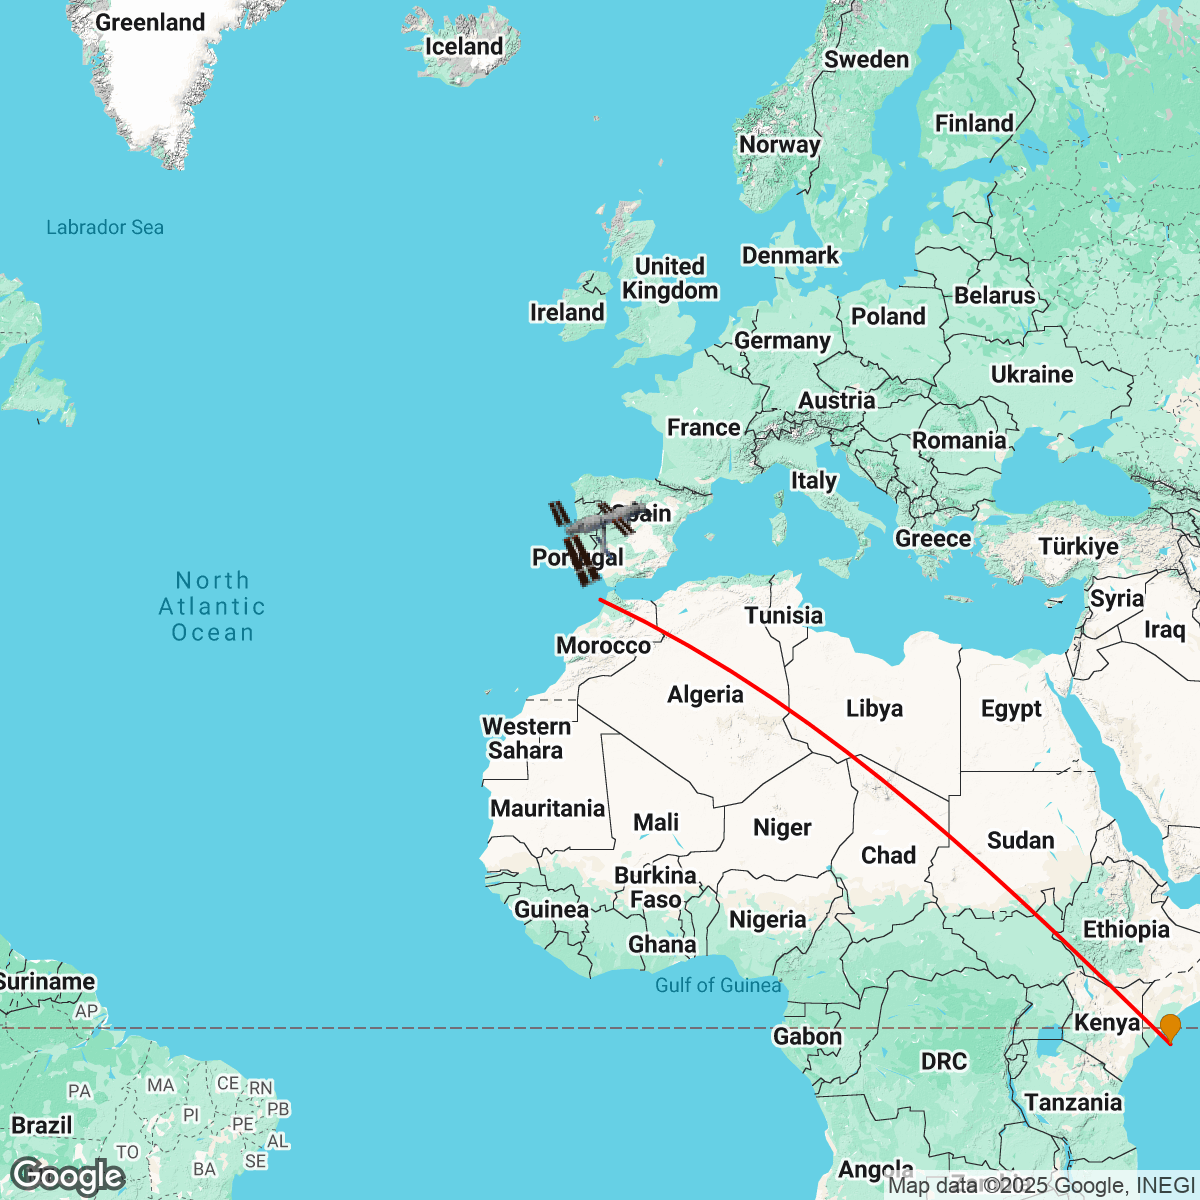 Greenland
Iceland
Sweden
Finland
Norway
Labrador Sea
Denmark
United
Kingdom
Belarus
Ireland
Poland
Germany
Ukraine
Austria
France
Romania
Italy
Spain
Greece
Türkiye
Portugal
North
Atlantic
Ocean
Syria
Tunisia
Iraq
Morocco
Algeria
Libya
Egypt
Western
Sahara
Mauritania
Mali
Niger
Sudan
Chad
Burkina
Faso
Guinea
Nigeria
Ethiopia
Ghana
Suriname
Gulf of Guinea
AP
Kenya
Gabon
DRC
PA
MA
CE
RN
PI
PB
Tanzania
Brazil
PE
AL
TO
SE
BA
Angola
Google
Map data ©2025 Google, INEGI